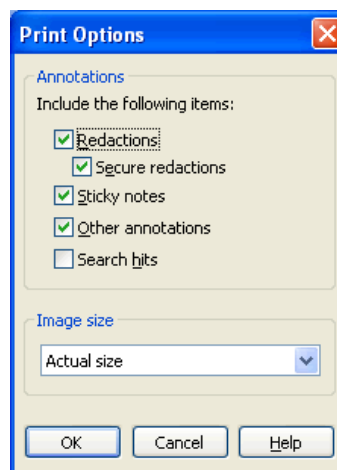 Print Options
Annotations
Include the following items:
Redactions
Secure redactions
Sticky notes
Other annotations
Search hits
Image size
Actual size
OK Cancel Help